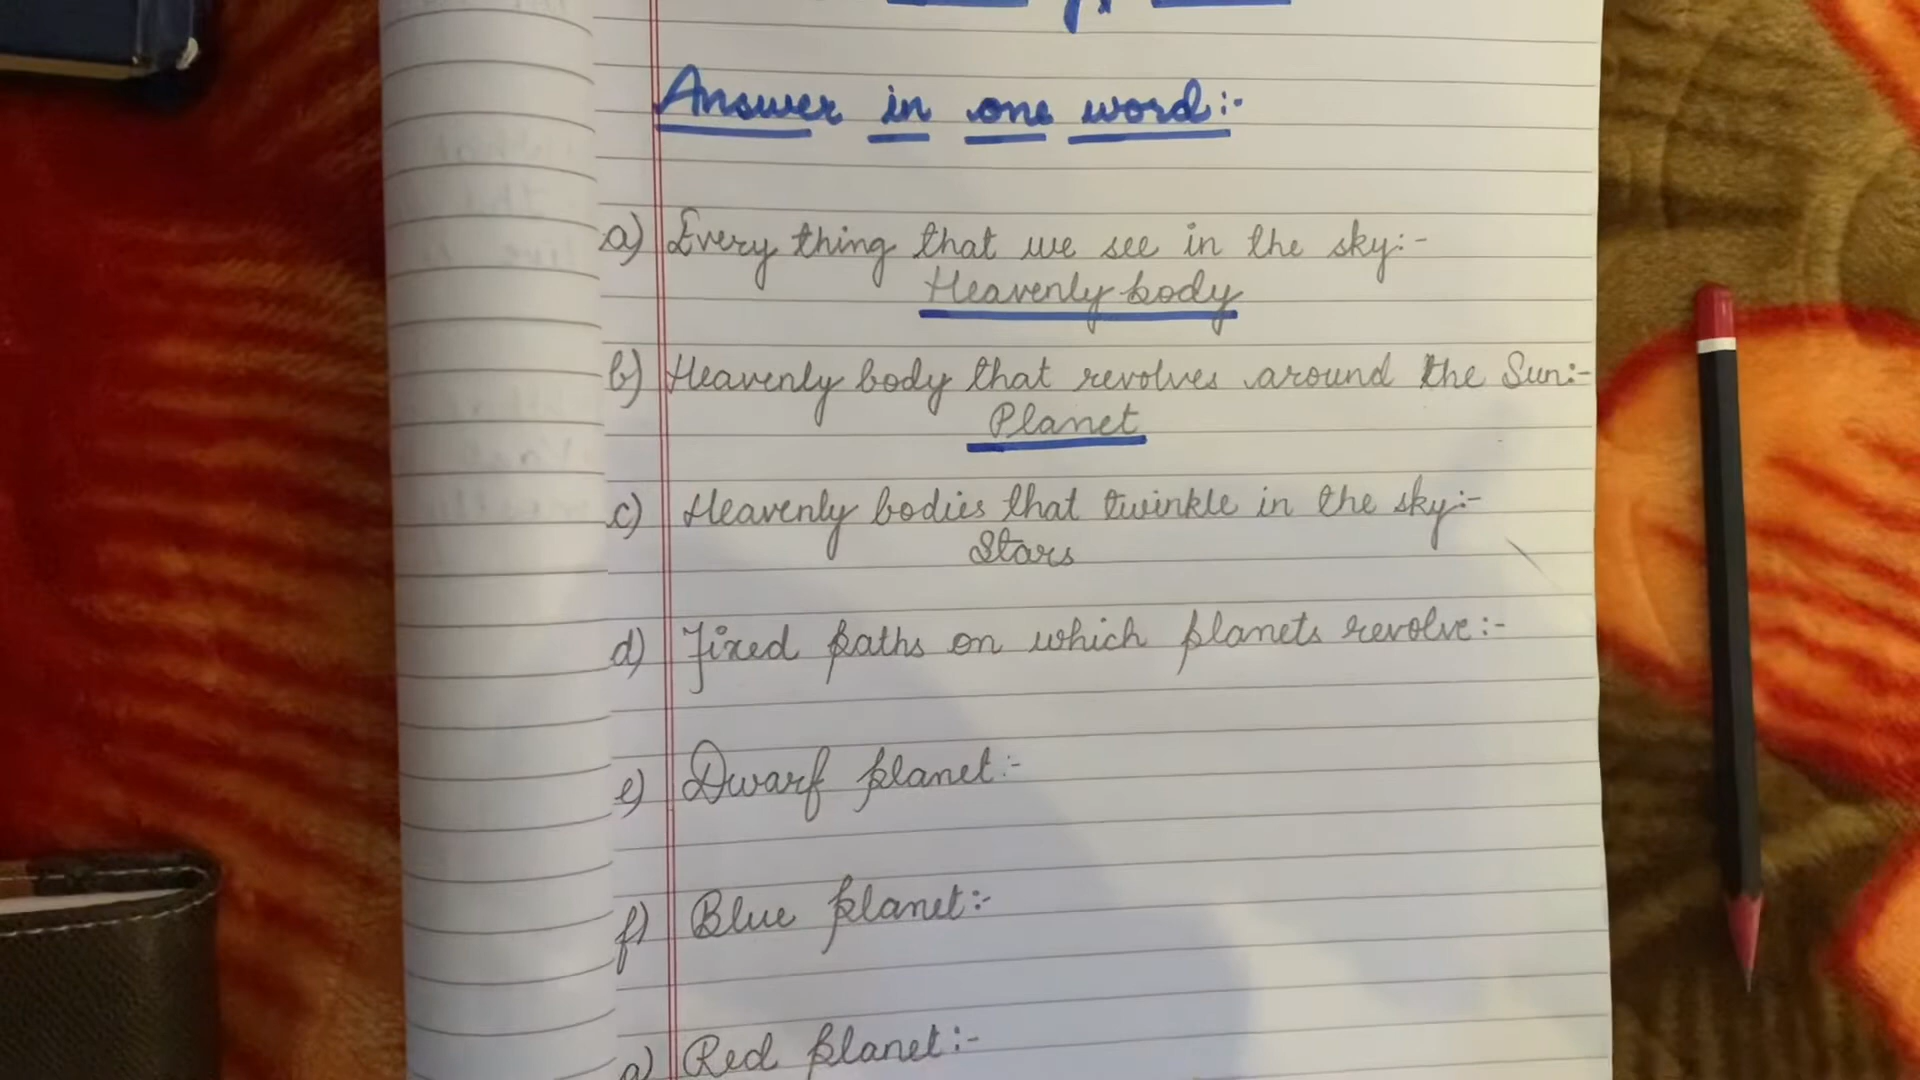 Answer in one word:-
a) Every thing that we see in the sky:-
Heavenly body
b) Heavenly body that revolves around the Sun:-
Planet
c) Heavenly bodies that twinkle in the sky:-
Stars
d) Fixed paths on which planets revolve:-
e) Dwarf planet:-
f) Blue planet:-
g) Red planet:-